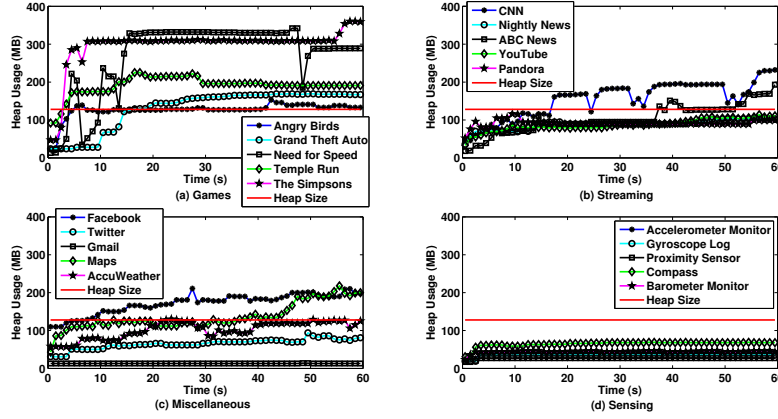 400
300
200
100
0
Heap Usage (MB)
0 10 20 30 40 50 60
Time (s)
(a) Games
Angry Birds
Grand Theft Auto
Need for Speed
Temple Run
The Simpsons
Heap Size
400
300
200
100
0
Heap Usage (MB)
0 10 20 30 40 50 60
Time (s)
(b) Streaming
CNN
Nightly News
ABC News
YouTube
Pandora
Heap Size
400
300
200
100
0
Heap Usage (MB)
0 10 20 30 40 50 60
Time (s)
(c) Miscellaneous
Facebook
Twitter
Gmail
Maps
AccuWeather
Heap Size
400
300
200
100
0
Heap Usage (MB)
0 10 20 30 40 50 60
Time (s)
(d) Sensing
Accelerometer Monitor
Gyroscope Log
Proximity Sensor
Compass
Barometer Monitor
Heap Size